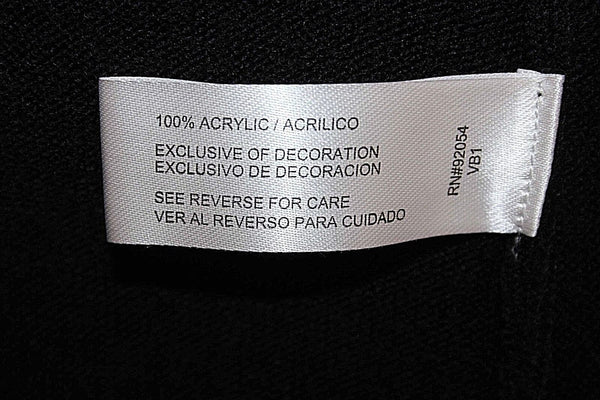 100% ACRYLIC / ACRILICO
EXCLUSIVE OF DECORATION
EXCLUSIVO DE DECORACION
SEE REVERSE FOR CARE
VER AL REVERSO PARA CUIDADO
RN#92054
VB1